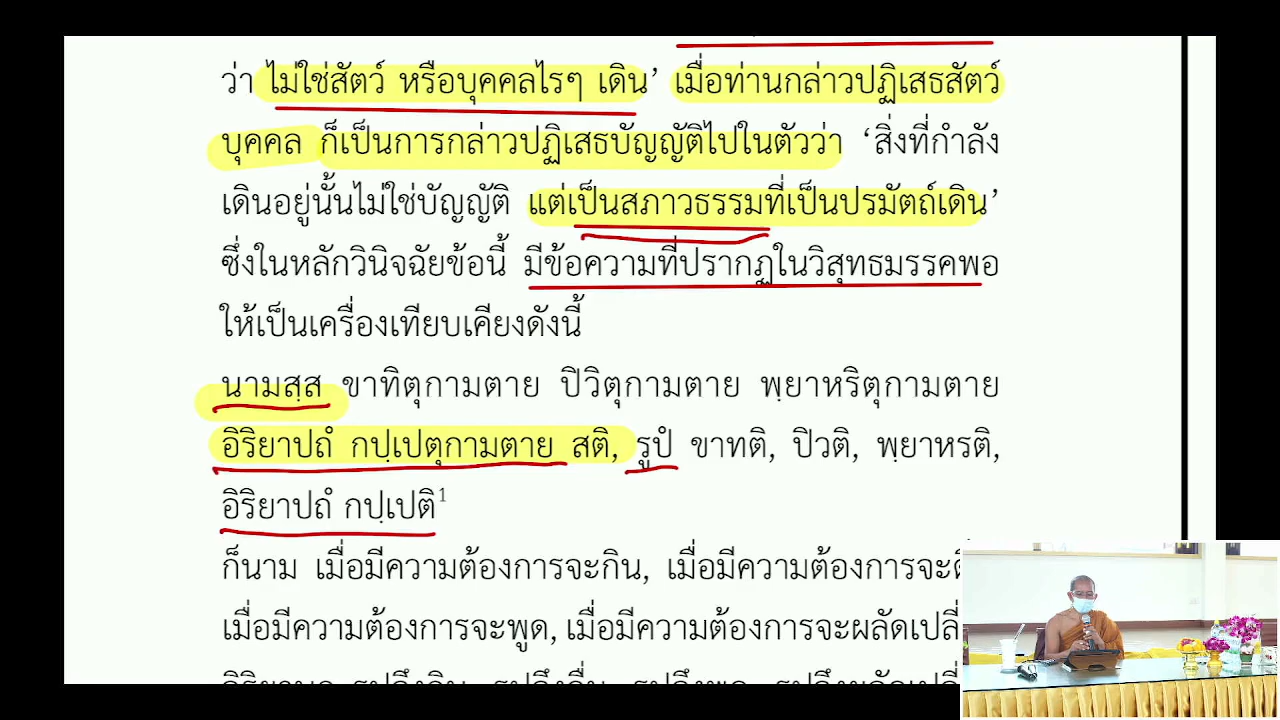 ว่า ไม่ใช่สัตว์ หรือบุคคลไรๆ เดิน’ เมื่อท่านกล่าวปฏิเสธสัตว์
บุคคล ก็เป็นการกล่าวปฏิเสธบัญญัติไปในตัวว่า ‘สิ่งที่กำลัง
เดินอยู่นั้นไม่ใช่บัญญัติ แต่เป็นสภาวธรรมที่เป็นปรมัตถ์เดิน’
ซึ่งในหลักวินิจฉัยข้อนี้ มีข้อความที่ปรากฏในวิสุทธมรรคพอ
ให้เป็นเครื่องเทียบเคียงดังนี้
นามสฺส ขาทิตุกามตาย ปิวิตุกามตาย พฺยาหริตุกามตาย
อิริยาปถํ กปฺเปตุกามตาย สติ, รูปํ ขาทติ, ปิวติ, พฺยาหรติ,
อิริยาปถํ กปฺเปติ¹
ก็นาม เมื่อมีความต้องการจะกิน, เมื่อมีความต้องการจะ
เมื่อมีความต้องการจะพูด, เมื่อมีความต้องการจะผลัด